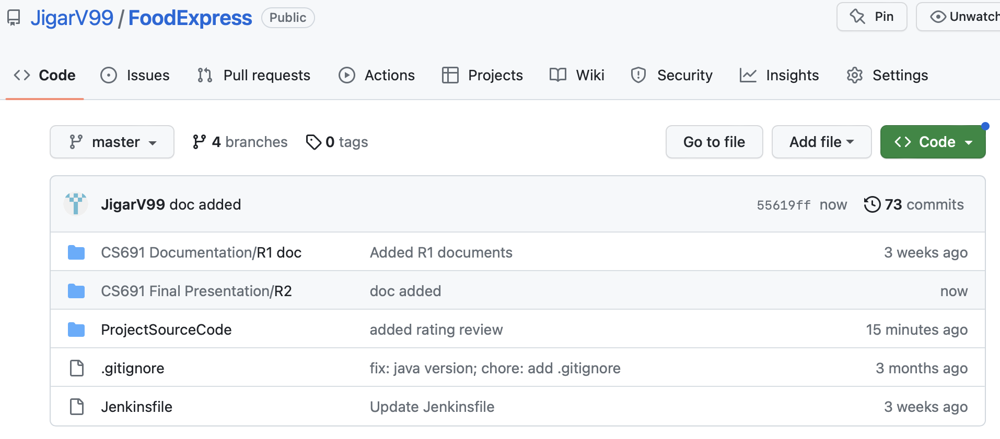 JigarV99 / FoodExpress Public Pin Unwatch
Code Issues Pull requests Actions Projects Wiki Security Insights Settings
master 4 branches 0 tags Go to file Add file Code
JigarV99 doc added 55619ff now 73 commits
CS691 Documentation/R1 doc Added R1 documents 3 weeks ago
CS691 Final Presentation/R2 doc added now
ProjectSourceCode added rating review 15 minutes ago
.gitignore fix: java version; chore: add .gitignore 3 months ago
Jenkinsfile Update Jenkinsfile 3 weeks ago